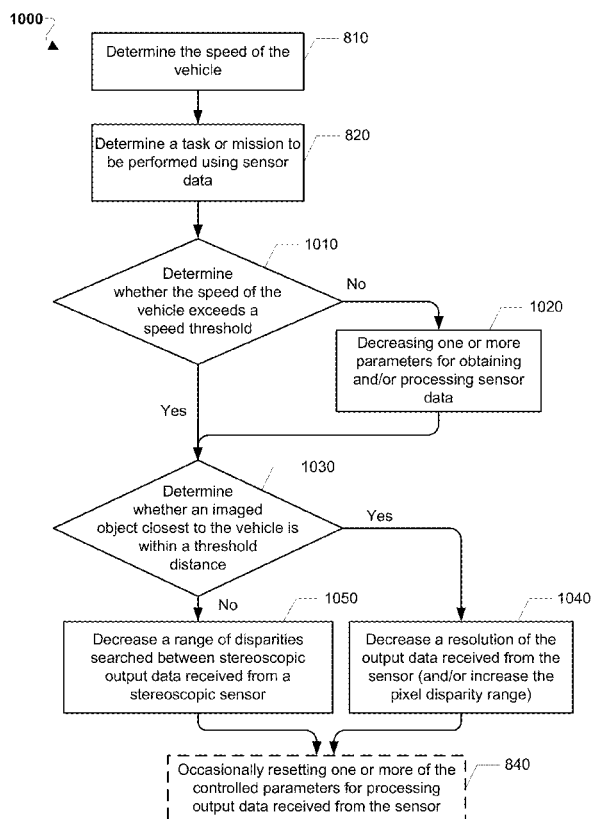 1000
810
Determine the speed of the
vehicle
820
Determine a task or mission to
be performed using sensor
data
1010
Determine
whether the speed of the
vehicle exceeds a
speed threshold
No
1020
Decreasing one or more
parameters for obtaining
and/or processing sensor
data
Yes
1030
Determine
whether an imaged
object closest to the vehicle is
within a threshold
distance
Yes
No
1050
1040
Decrease a range of disparities
searched between stereoscopic
output data received from a
stereoscopic sensor
Decrease a resolution of the
output data received from the
sensor (and/or increase the
pixel disparity range)
840
Occasionally resetting one or more of the
controlled parameters for processing
output data received from the sensor